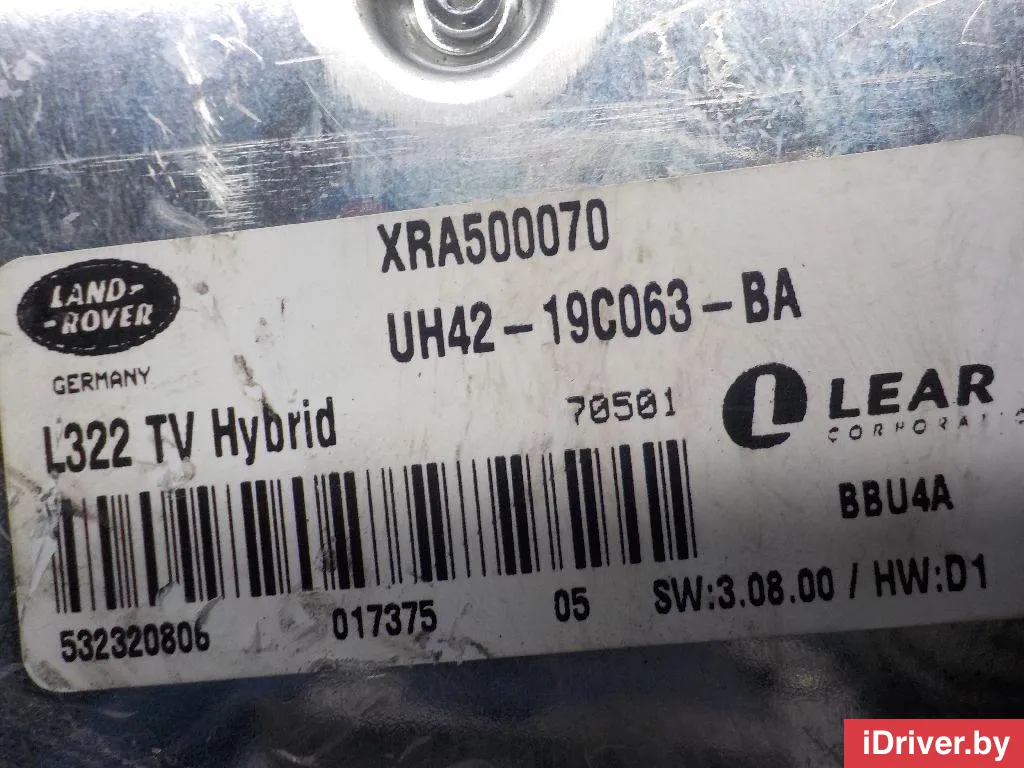 XRA500070
LAND-
-ROVER
UH42-19C063-BA
GERMANY
L322 TV Hybrid
70501
LEAR
CORPORATI
BBU4A
532320806
017375
05
SW:3.08.00 / HW:D1
iDriver.by